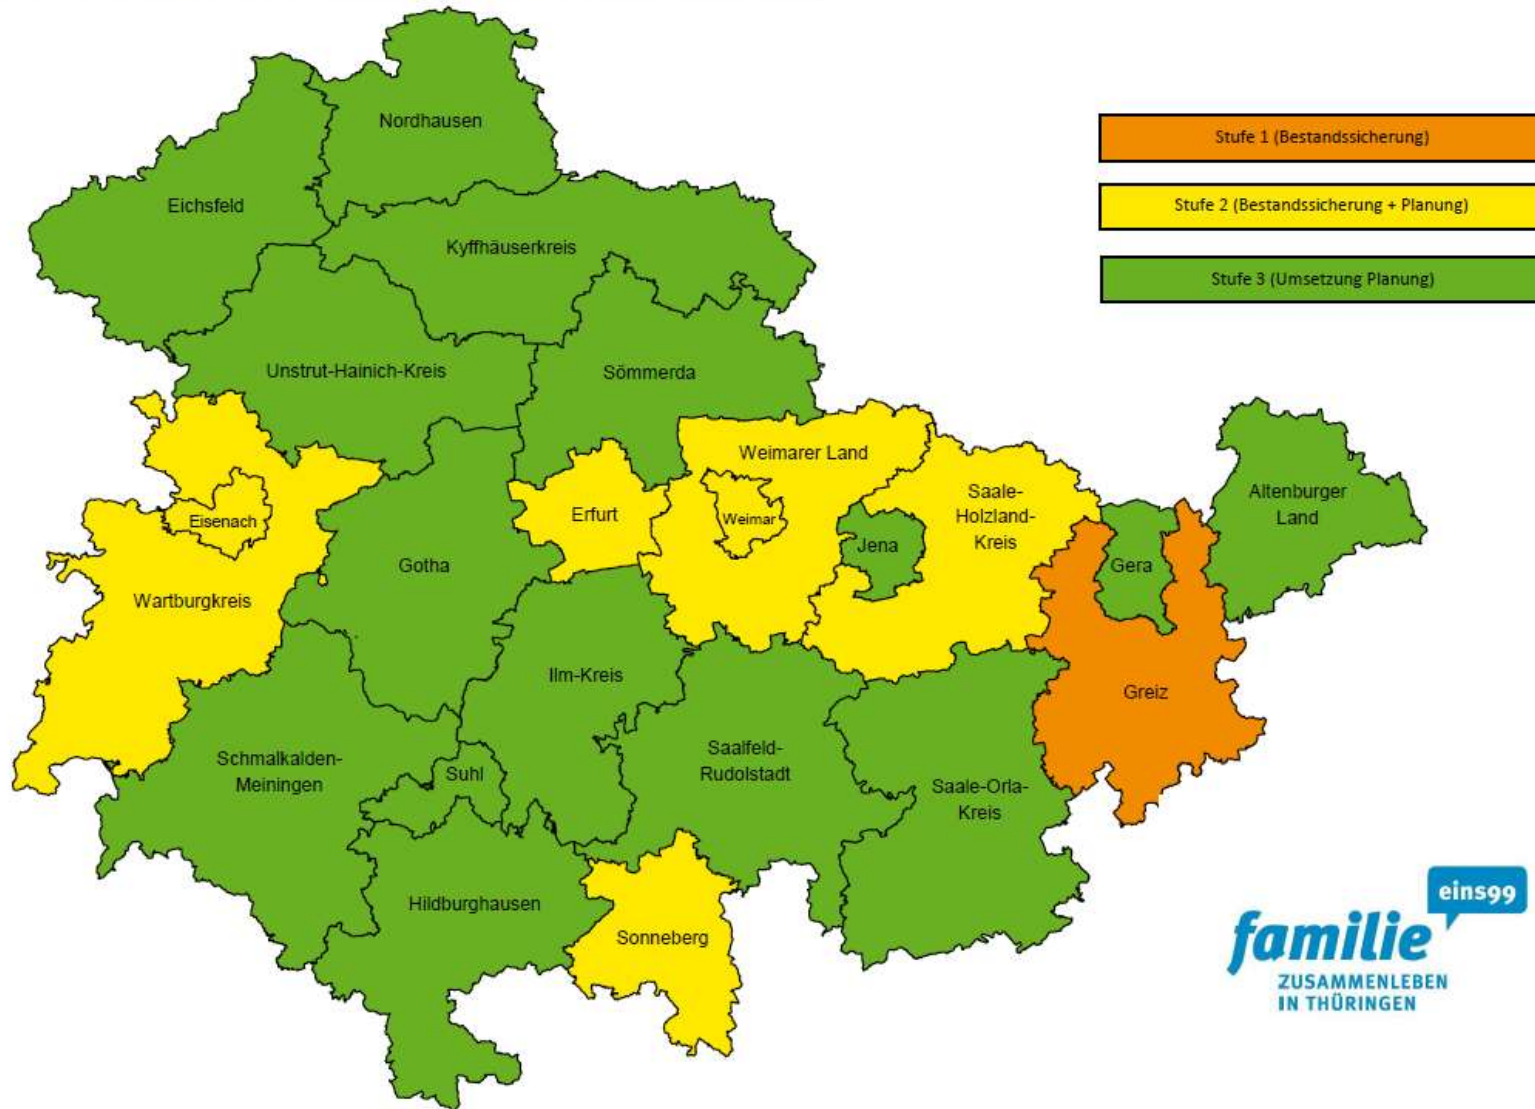 Nordhausen
Stufe 1 (Bestandssicherung)
Eichsfeld
Stufe 2 (Bestandssicherung + Planung)
Kyffhäuserkreis
Stufe 3 (Umsetzung Planung)
Unstrut-Hainich-Kreis
Sömmerda
Weimarer Land
Saale-
Holzland-
Kreis
Altenburger
Land
Eisenach
Erfurt
Weimar
Jena
Gera
Gotha
Wartburgkreis
Ilm-Kreis
Greiz
Schmalkalden-
Meiningen
Suhl
Saalfeld-
Rudolstadt
Saale-Orla-
Kreis
Hildburghausen
Sonneberg
eins99
familie
ZUSAMMENLEBEN
IN THÜRINGEN